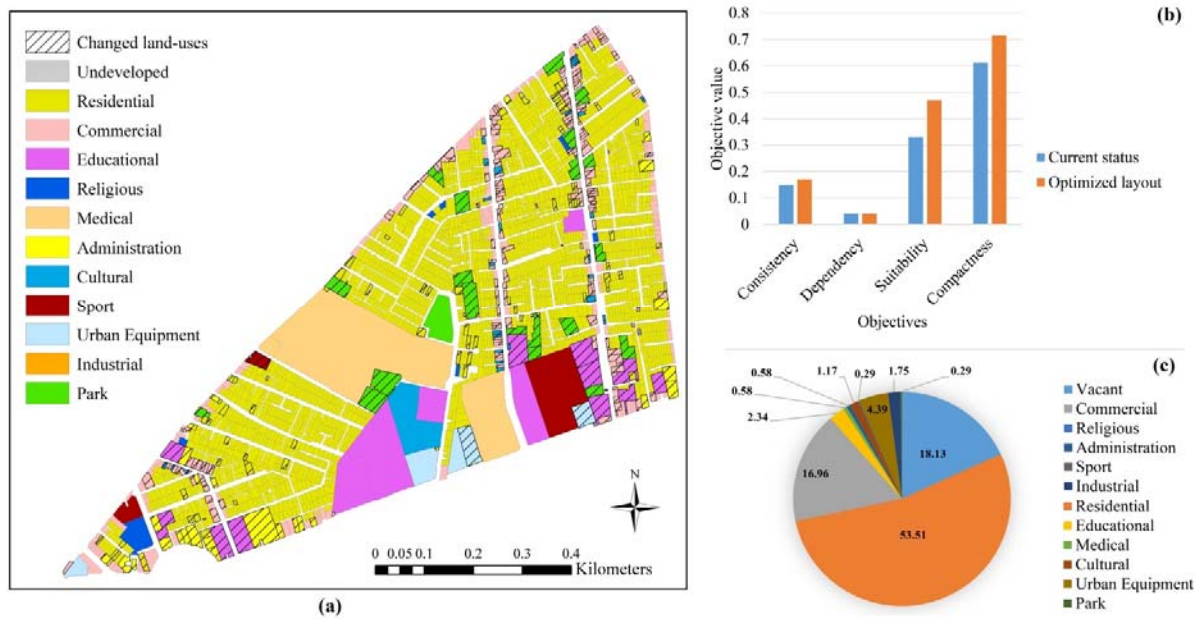 Changed land-uses
Undeveloped
Residential
Commercial
Educational
Religious
Medical
Administration
Cultural
Sport
Urban Equipment
Industrial
Park
N
0 0.05 0.1 0.2 0.3 0.4
Kilometers
(a)
(b)
0.8
0.7
0.6
0.5
0.4
0.3
0.2
0.1
0
Objective value
Consistency
Dependency
Suitability
Compactness
Objectives
Current status
Optimized layout
(c)
0.58
0.58
2.34
1.17
0.29
1.75
0.29
4.39
18.13
16.96
53.51
Vacant
Commercial
Religious
Administration
Sport
Industrial
Residential
Educational
Medical
Cultural
Urban Equipment
Park